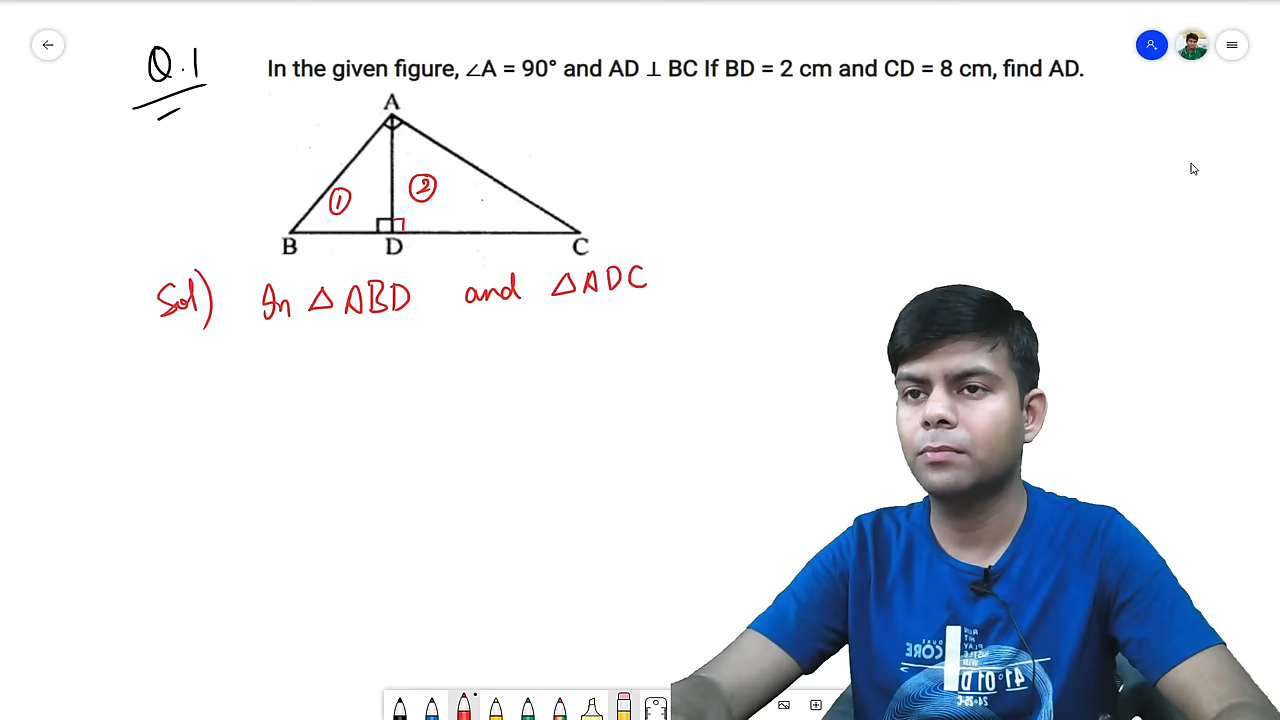 Q.1
In the given figure, ∠A = 90° and AD ⊥ BC If BD = 2 cm and CD = 8 cm, find AD.
A
① ②
B D C
Sol) In △ABD and △ADC